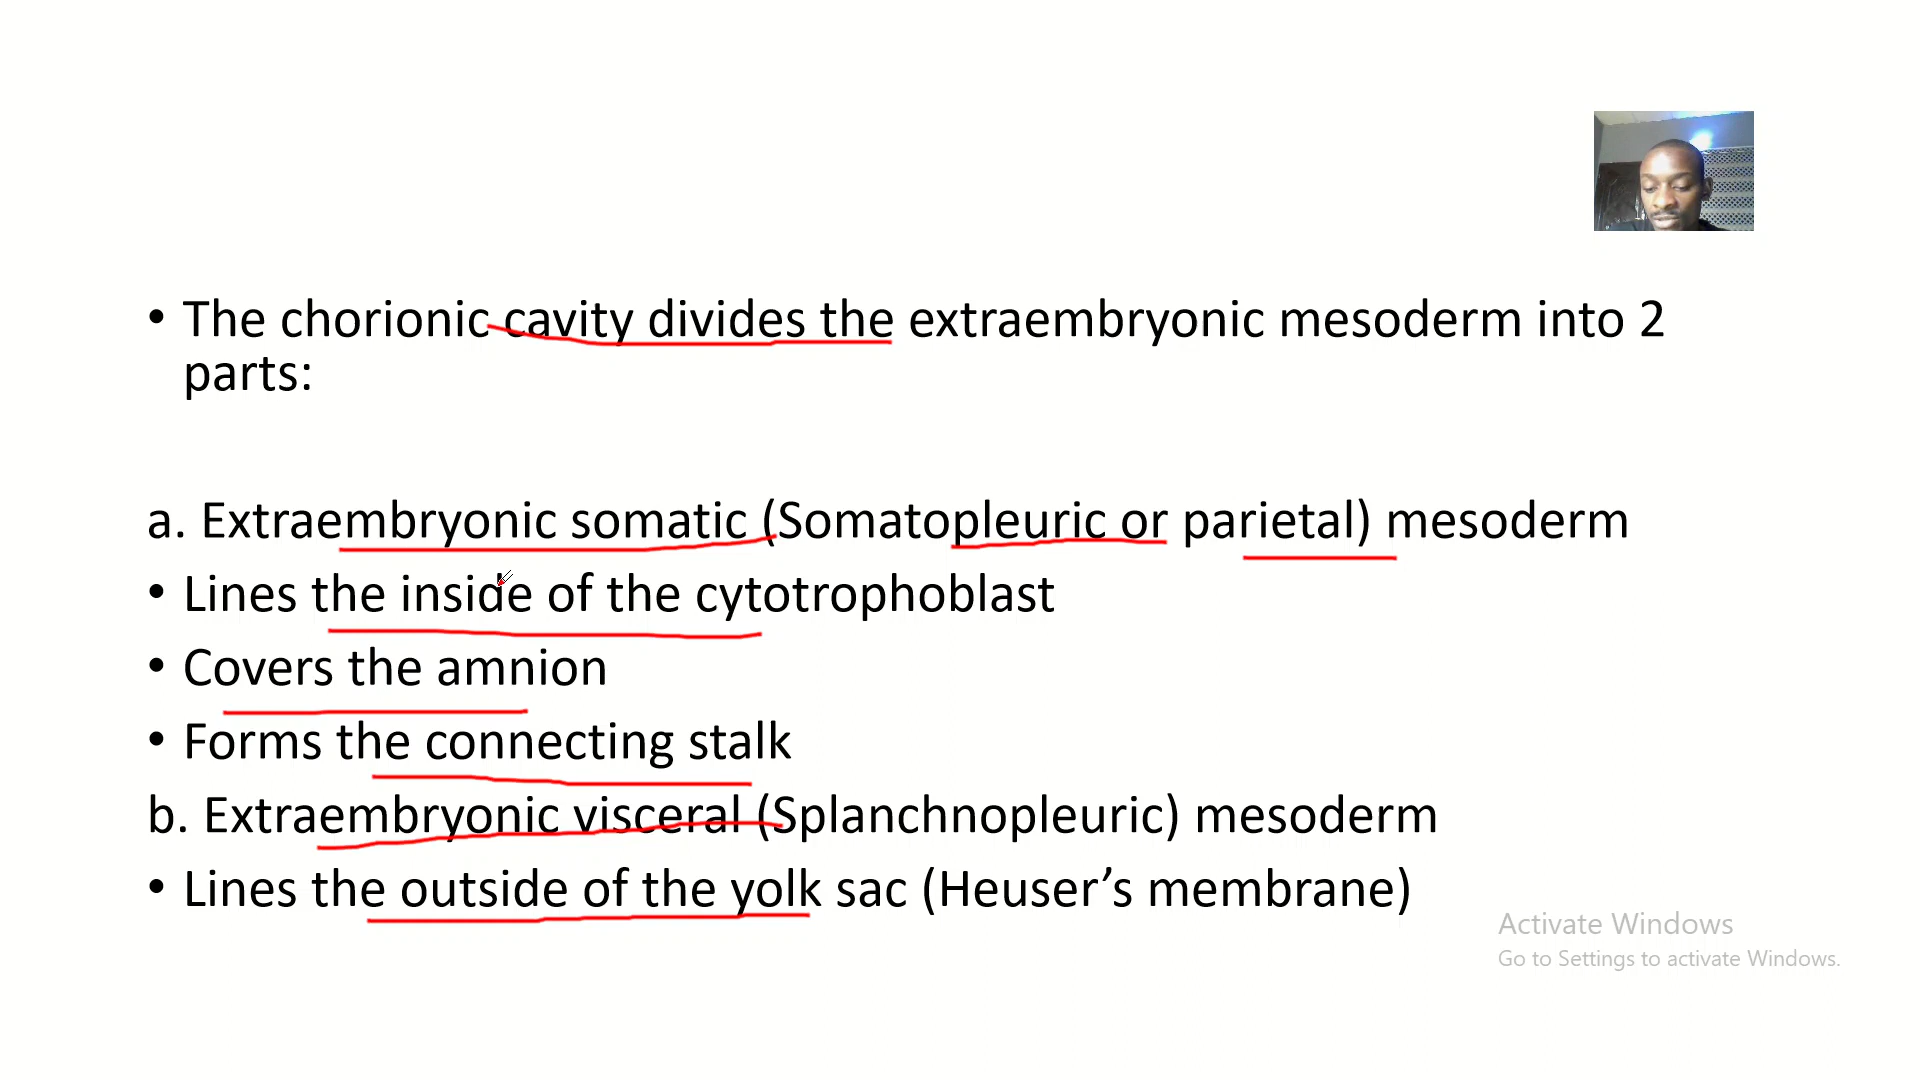 • The chorionic cavity divides the extraembryonic mesoderm into 2
parts:
a. Extraembryonic somatic (Somatopleuric or parietal) mesoderm
• Lines the inside of the cytotrophoblast
• Covers the amnion
• Forms the connecting stalk
b. Extraembryonic visceral (Splanchnopleuric) mesoderm
• Lines the outside of the yolk sac (Heuser’s membrane)
Activate Windows
Go to Settings to activate Windows.